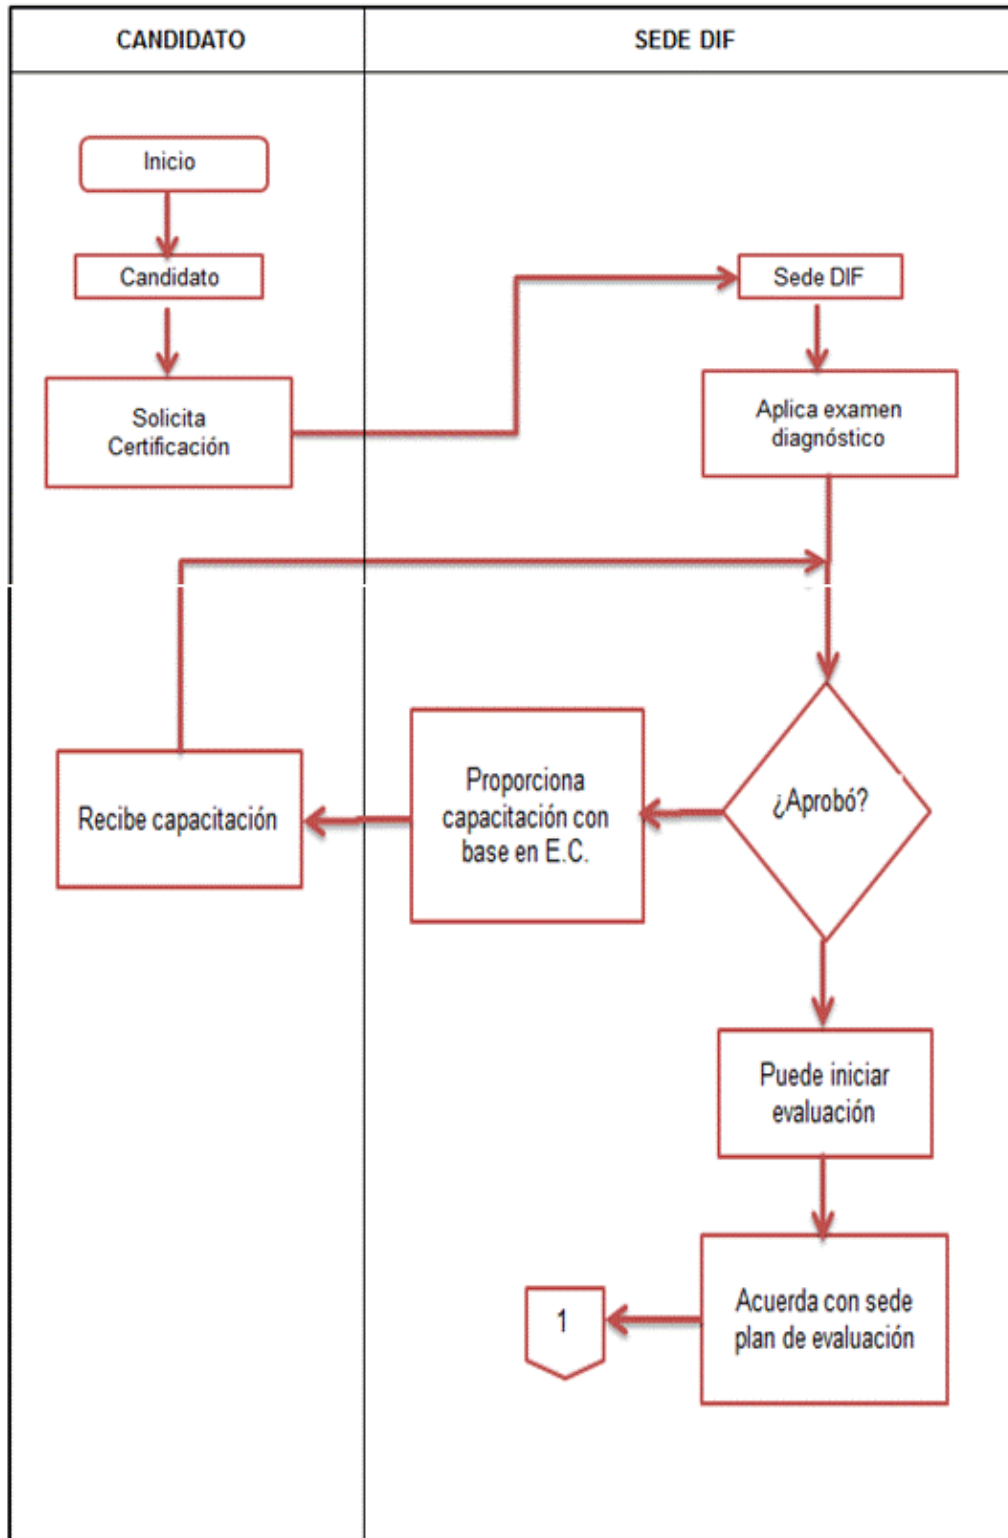 CANDIDATO
SEDE DIF
Inicio
Candidato
Sede DIF
Solicita
Certificación
Aplica examen
diagnóstico
Recibe capacitación
Proporciona
capacitación con
base en E.C.
¿Aprobó?
Puede iniciar
evaluación
Acuerda con sede
plan de evaluación
1